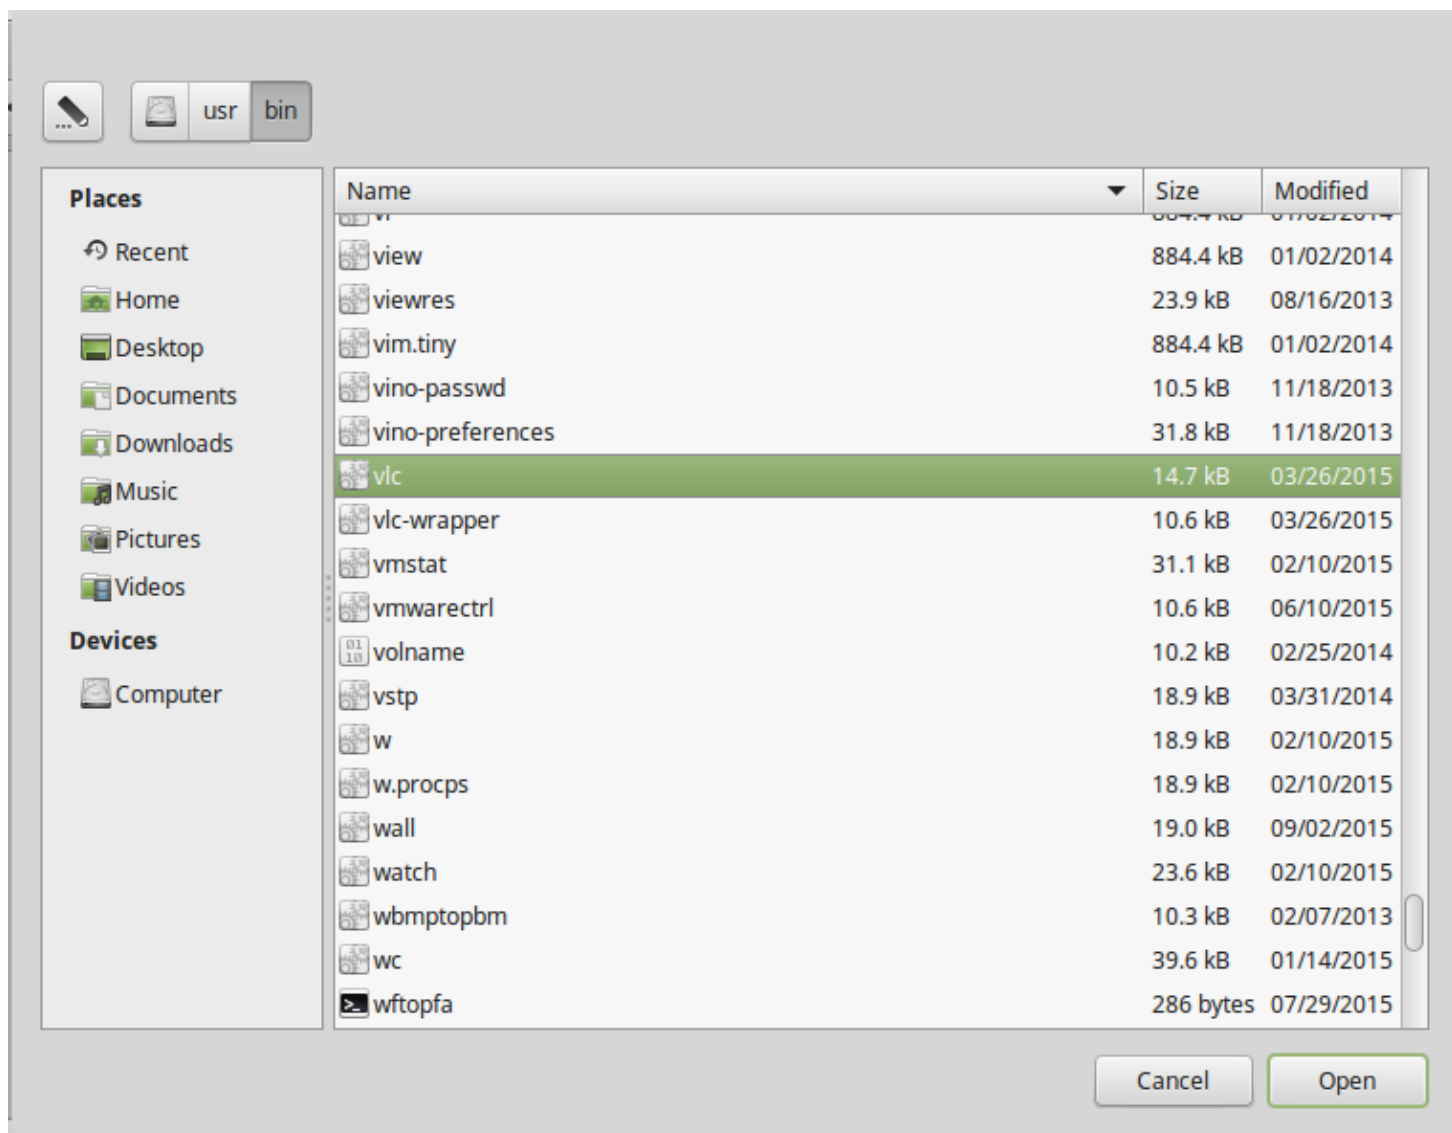 usr bin
Places
Recent
Home
Desktop
Documents
Downloads
Music
Pictures
Videos
Devices
Computer
Name Size Modified
view 884.4 kB 01/02/2014
viewres 23.9 kB 08/16/2013
vim.tiny 884.4 kB 01/02/2014
vino-passwd 10.5 kB 11/18/2013
vino-preferences 31.8 kB 11/18/2013
vlc 14.7 kB 03/26/2015
vlc-wrapper 10.6 kB 03/26/2015
vmstat 31.1 kB 02/10/2015
vmwarectrl 10.6 kB 06/10/2015
volname 10.2 kB 02/25/2014
vstp 18.9 kB 03/31/2014
w 18.9 kB 02/10/2015
w.procps 18.9 kB 02/10/2015
wall 19.0 kB 09/02/2015
watch 23.6 kB 02/10/2015
wbmptopbm 10.3 kB 02/07/2013
wc 39.6 kB 01/14/2015
wftopfa 286 bytes 07/29/2015
Cancel Open